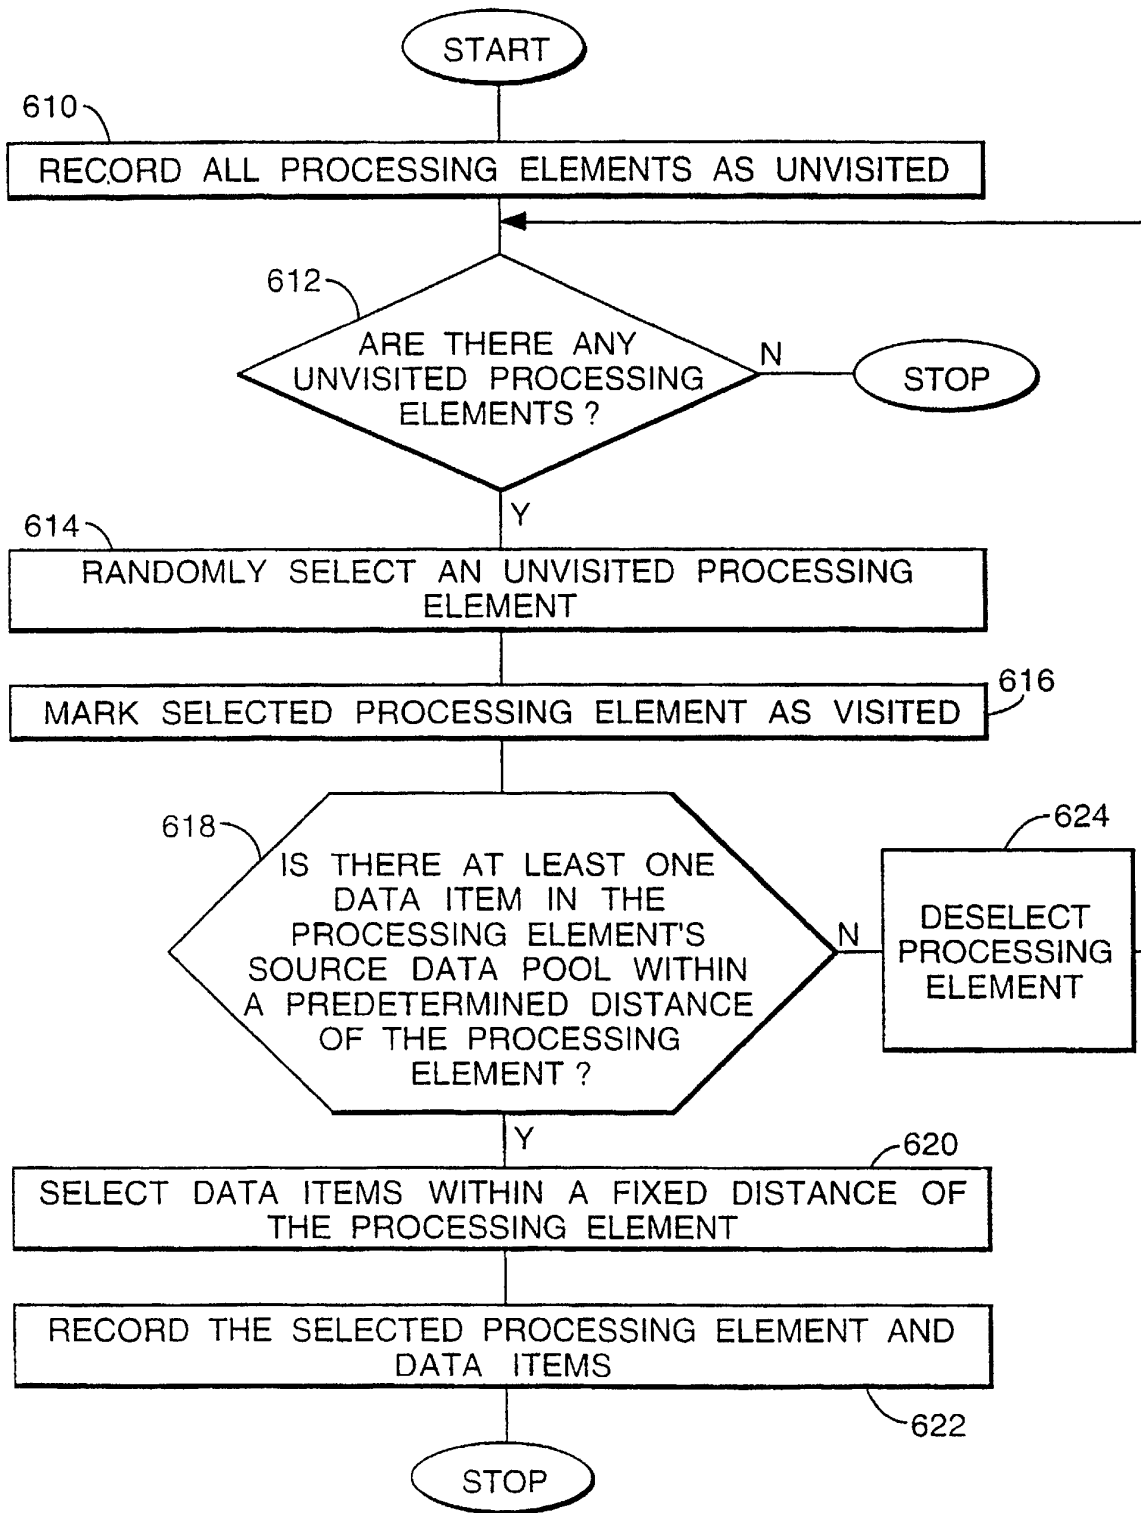 START
610
RECORD ALL PROCESSING ELEMENTS AS UNVISITED
612
ARE THERE ANY
UNVISITED PROCESSING
ELEMENTS ?
N
STOP
Y
614
RANDOMLY SELECT AN UNVISITED PROCESSING
ELEMENT
MARK SELECTED PROCESSING ELEMENT AS VISITED
616
618
IS THERE AT LEAST ONE
DATA ITEM IN THE
PROCESSING ELEMENT'S
SOURCE DATA POOL WITHIN
A PREDETERMINED DISTANCE
OF THE PROCESSING
ELEMENT ?
N
624
DESELECT
PROCESSING
ELEMENT
Y
620
SELECT DATA ITEMS WITHIN A FIXED DISTANCE OF
THE PROCESSING ELEMENT
RECORD THE SELECTED PROCESSING ELEMENT AND
DATA ITEMS
622
STOP